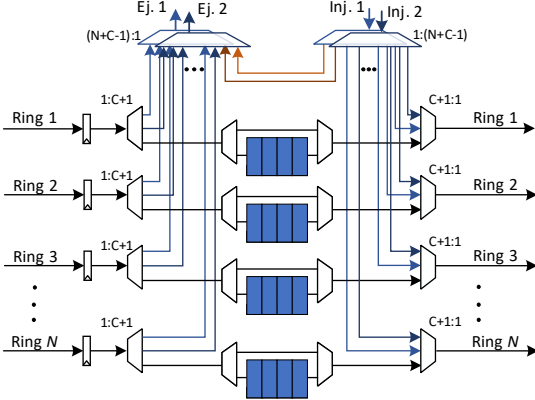 Ej. 1 Ej. 2 Inj. 1 Inj. 2
(N+C-1):1 1:(N+C-1)
1:C+1 C+1:1
Ring 1 Ring 1
1:C+1 C+1:1
Ring 2 Ring 2
1:C+1 C+1:1
Ring 3 Ring 3
1:C+1 C+1:1
Ring N Ring N